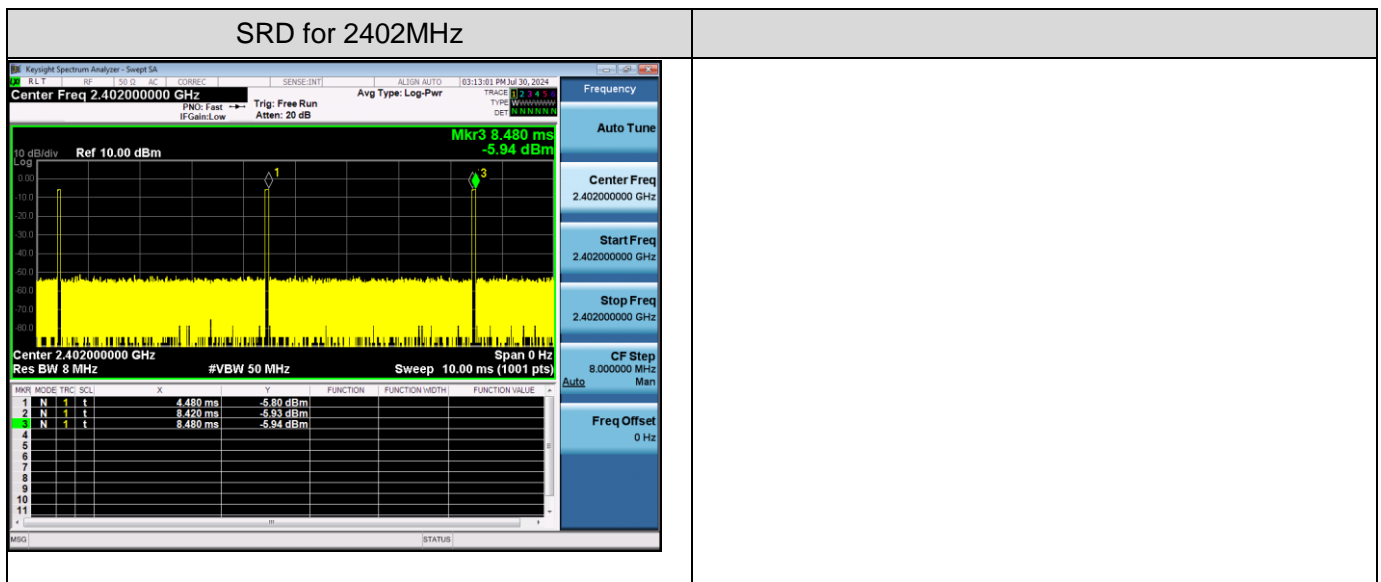 SRD for 2402MHz
Keysight Spectrum Analyzer - Swept SA
RLT RF 50 Ω AC CORREC SENSE:INT ALIGN AUTO 03:13:01 PM Jul 30, 2024
Center Freq 2.402000000 GHz Avg Type: Log-Pwr TRACE 1 2 3 4 5 6
PNO: Fast Trig: Free Run TYPE WWWWWW
IFGain:Low Atten: 20 dB DET N N N N N N
Frequency
Auto Tune
Mkr3 8.480 ms
10 dB/div Ref 10.00 dBm -5.94 dBm
Log
1 3
0.00
-10.0
-20.0
-30.0
-40.0
-50.0
-60.0
-70.0
-80.0
Center 2.402000000 GHz Span 0 Hz
Res BW 8 MHz #VBW 50 MHz Sweep 10.00 ms (1001 pts)
Center Freq
2.402000000 GHz
Start Freq
2.402000000 GHz
Stop Freq
2.402000000 GHz
CF Step
8.000000 MHz
Auto Man
Freq Offset
0 Hz
MKR MODE TRC SCL X Y FUNCTION FUNCTION WIDTH FUNCTION VALUE
1 N 1 t 4.480 ms -5.80 dBm
2 N 1 t 8.420 ms -5.93 dBm
3 N 1 t 8.480 ms -5.94 dBm
4
5
6
7
8
9
10
11
MSG STATUS